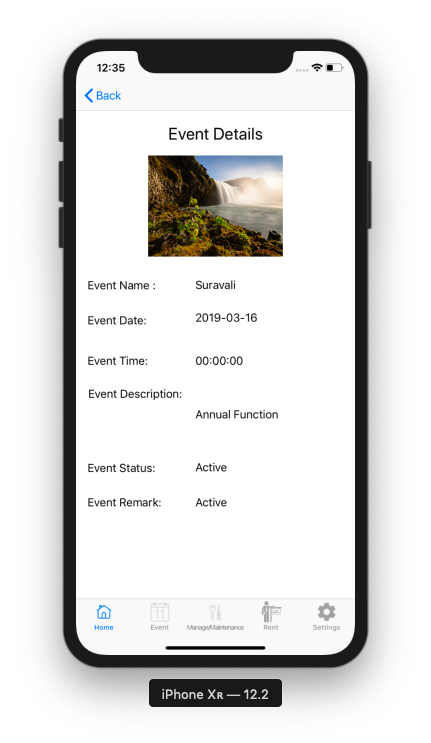 12:35
Back
Event Details
Event Name : Suravali
Event Date: 2019-03-16
Event Time: 00:00:00
Event Description:
Annual Function
Event Status: Active
Event Remark: Active
Home Event Manage/Maintenance Rent Settings
iPhone Xʀ — 12.2